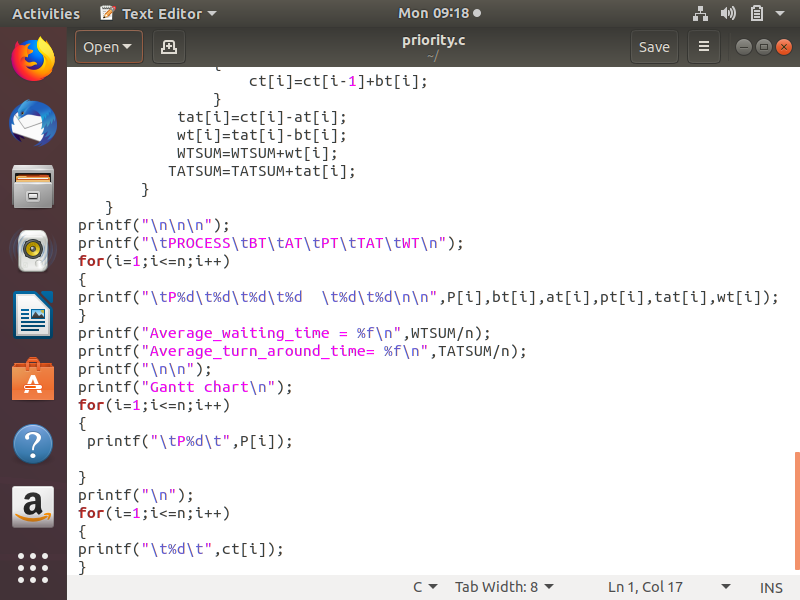 Activities Text Editor Mon 09:18
Open priority.c Save
~/
{
ct[i]=ct[i-1]+bt[i];
}
tat[i]=ct[i]-at[i];
wt[i]=tat[i]-bt[i];
WTSUM=WTSUM+wt[i];
TATSUM=TATSUM+tat[i];
}
}
printf("\n\n\n");
printf("\tPROCESS\tBT\tAT\tPT\tTAT\tWT\n");
for(i=1;i<=n;i++)
{
printf("\tP%d\t%d\t%d\t%d  \t%d\t%d\n\n",P[i],bt[i],at[i],pt[i],tat[i],wt[i]);
}
printf("Average_waiting_time = %f\n",WTSUM/n);
printf("Average_turn_around_time= %f\n",TATSUM/n);
printf("\n\n");
printf("Gantt chart\n");
for(i=1;i<=n;i++)
{
printf("\tP%d\t",P[i]);
}
printf("\n");
for(i=1;i<=n;i++)
{
printf("\t%d\t",ct[i]);
}
C Tab Width: 8 Ln 1, Col 17 INS